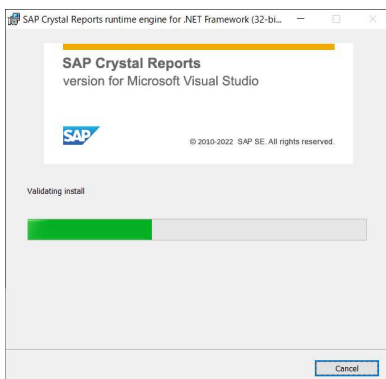 SAP Crystal Reports runtime engine for .NET Framework (32-bi...
SAP Crystal Reports
version for Microsoft Visual Studio
SAP
© 2010-2022 SAP SE. All rights reserved.
Validating install
Cancel